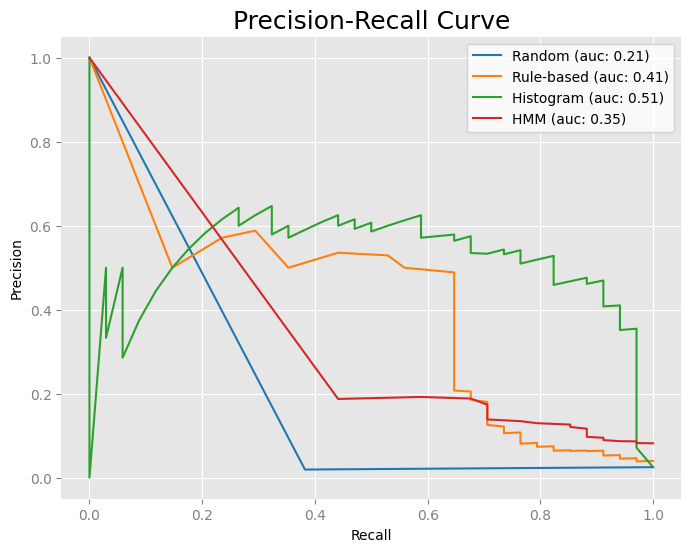 Precision-Recall Curve
Random (auc: 0.21)
Rule-based (auc: 0.41)
Histogram (auc: 0.51)
HMM (auc: 0.35)
Precision
1.0
0.8
0.6
0.4
0.2
0.0
0.0 0.2 0.4 0.6 0.8 1.0
Recall